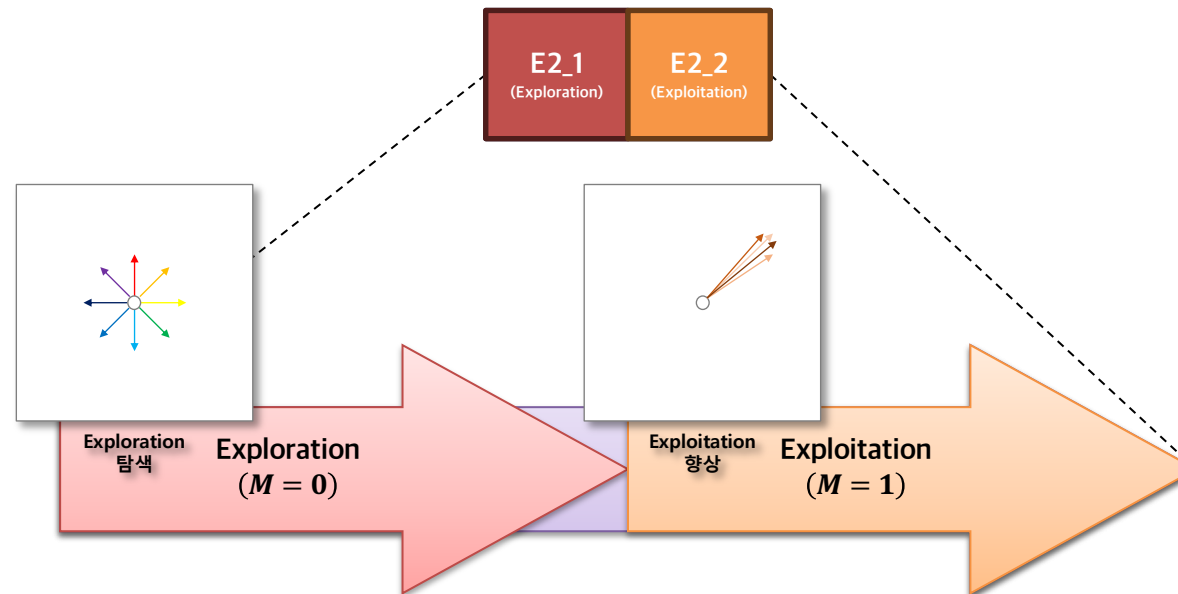 E2_1
(Exploration)
E2_2
(Exploitation)
Exploration
탐색
Exploration
(M = 0)
Exploitation
향상
Exploitation
(M = 1)